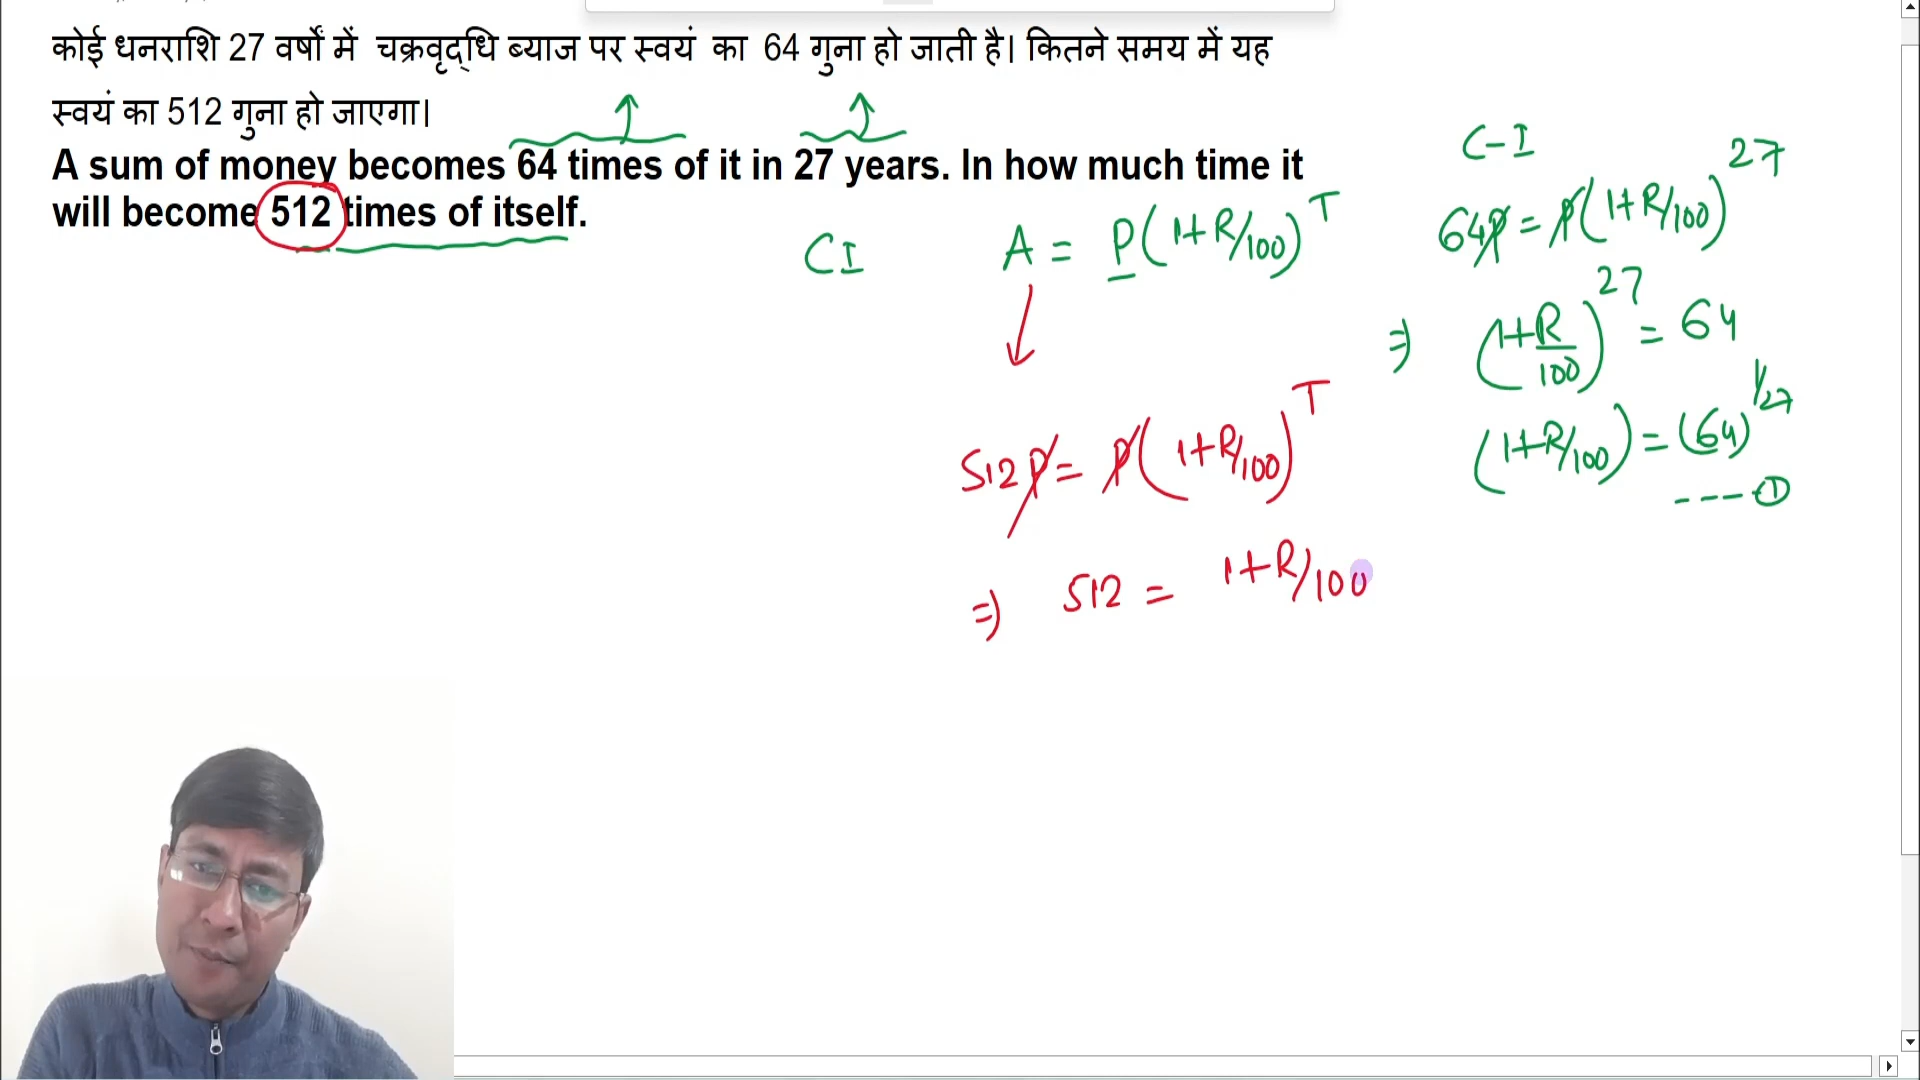 कोई धनराशि 27 वर्षों में चक्रवृद्धि ब्याज पर स्वयं का 64 गुना हो जाती है। कितने समय में यह
स्वयं का 512 गुना हो जाएगा।
A sum of money becomes 64 times of it in 27 years. In how much time it
will become 512 times of itself.
CI
A = P(1+R/100)^T
512P = P(1+R/100)^T
⇒ 512 = 1+R/100
C-I
64P = P(1+R/100)^27
⇒ (1+R/100)^27 = 64
(1+R/100) = (64)^1/27
----①